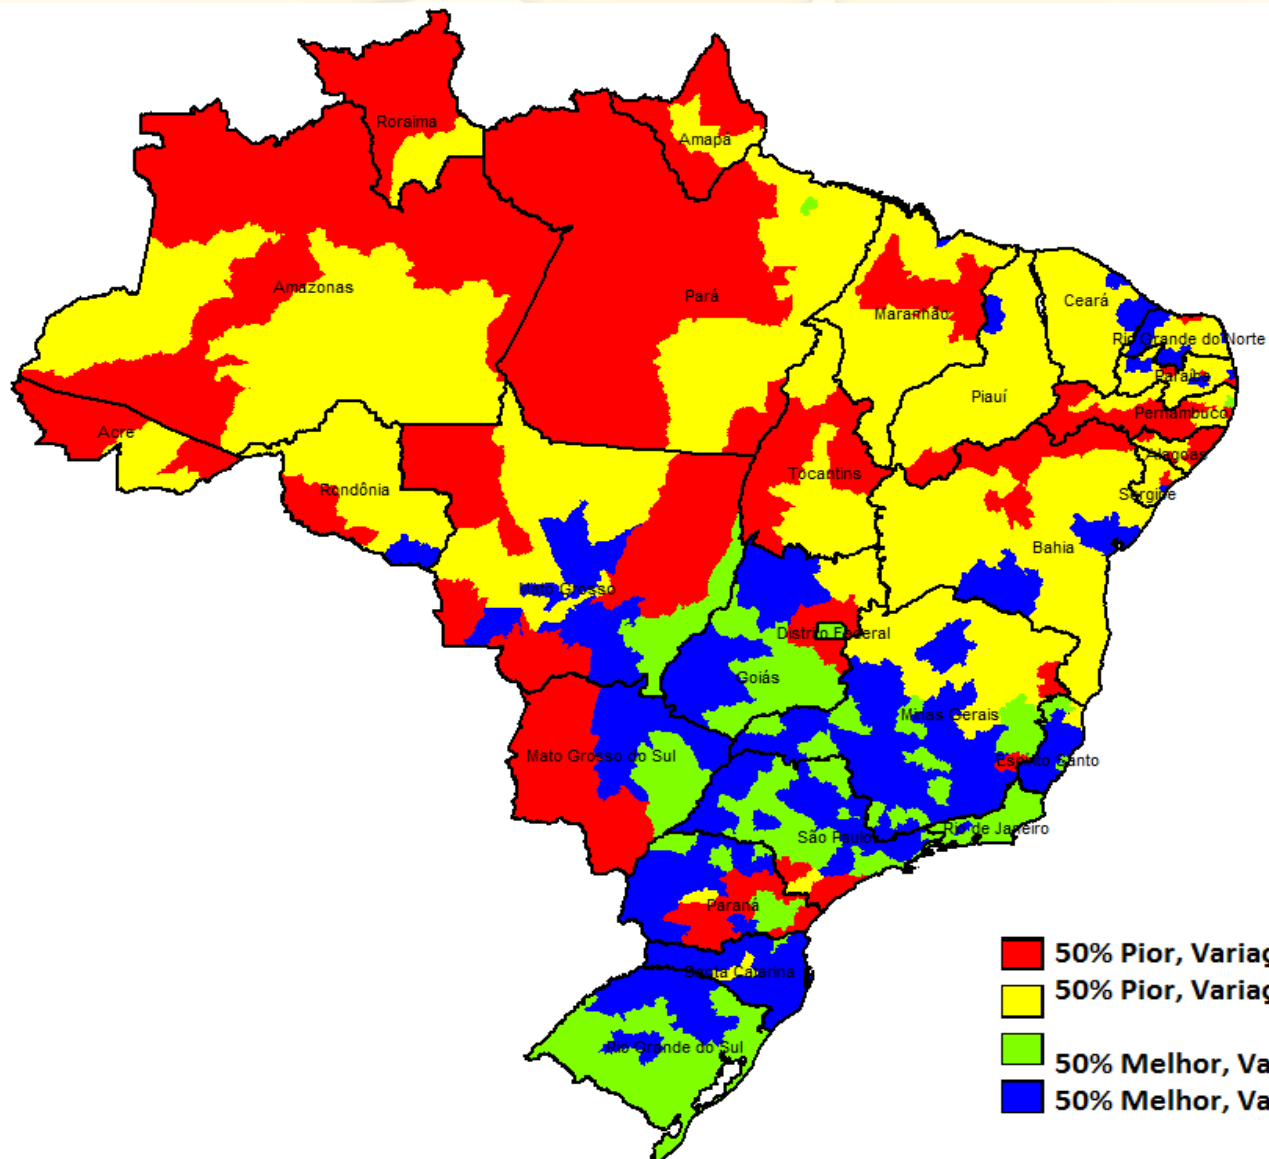 Roraima
Amapá
Amazonas
Pará
Maranhão
Ceará
Rio Grande do Norte
Paraíba
Piauí
Pernambuco
Acre
Alagoas
Tocantins
Rondônia
Sergipe
Bahia
Mato Grosso
Distrito Federal
Goiás
Minas Gerais
Mato Grosso do Sul
Espírito Santo
São Paulo
Rio de Janeiro
Paraná
Santa Catarina
Rio Grande do Sul
50% Pior, Variaç
50% Pior, Variaç
50% Melhor, Va
50% Melhor, Va